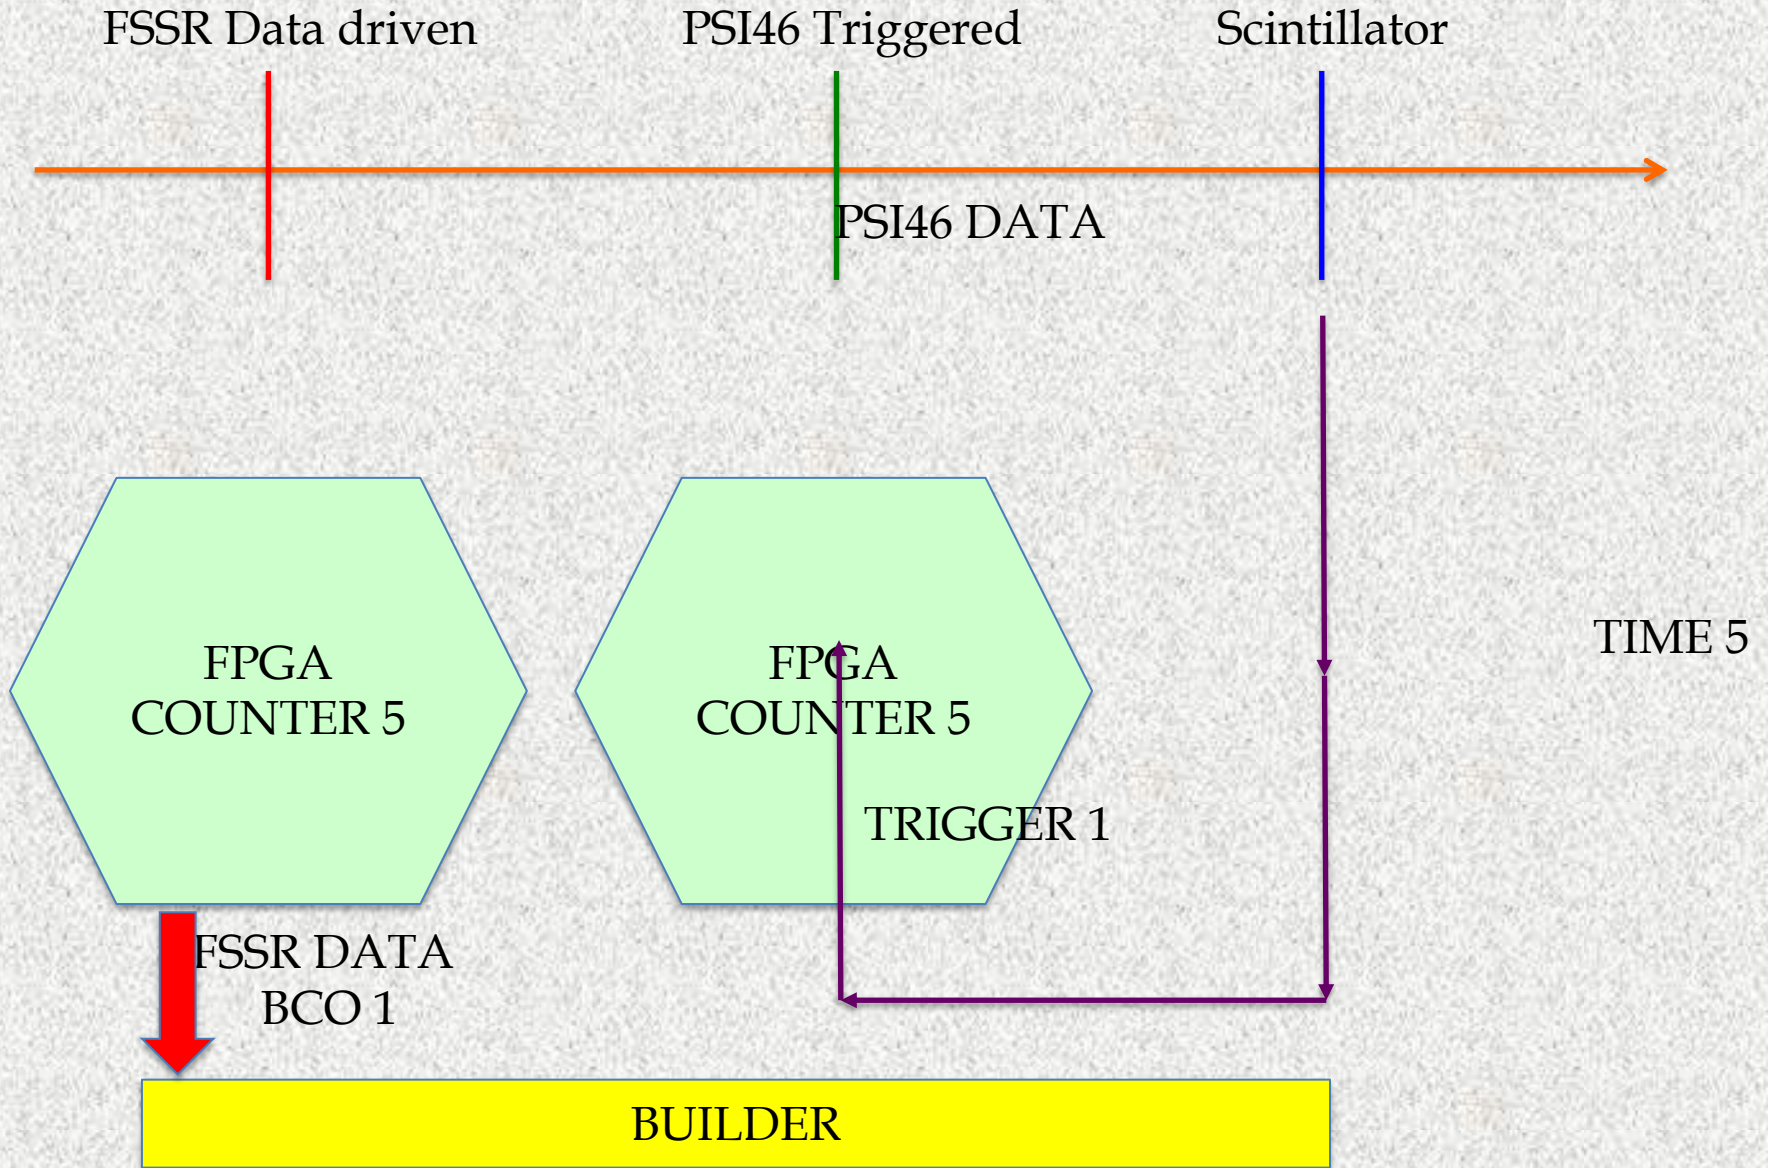 FSSR Data driven
PSI46 Triggered
Scintillator
PSI46 DATA
TIME 5
FPGA
COUNTER 5
FPGA
COUNTER 5
TRIGGER 1
FSSR DATA
BCO 1
BUILDER